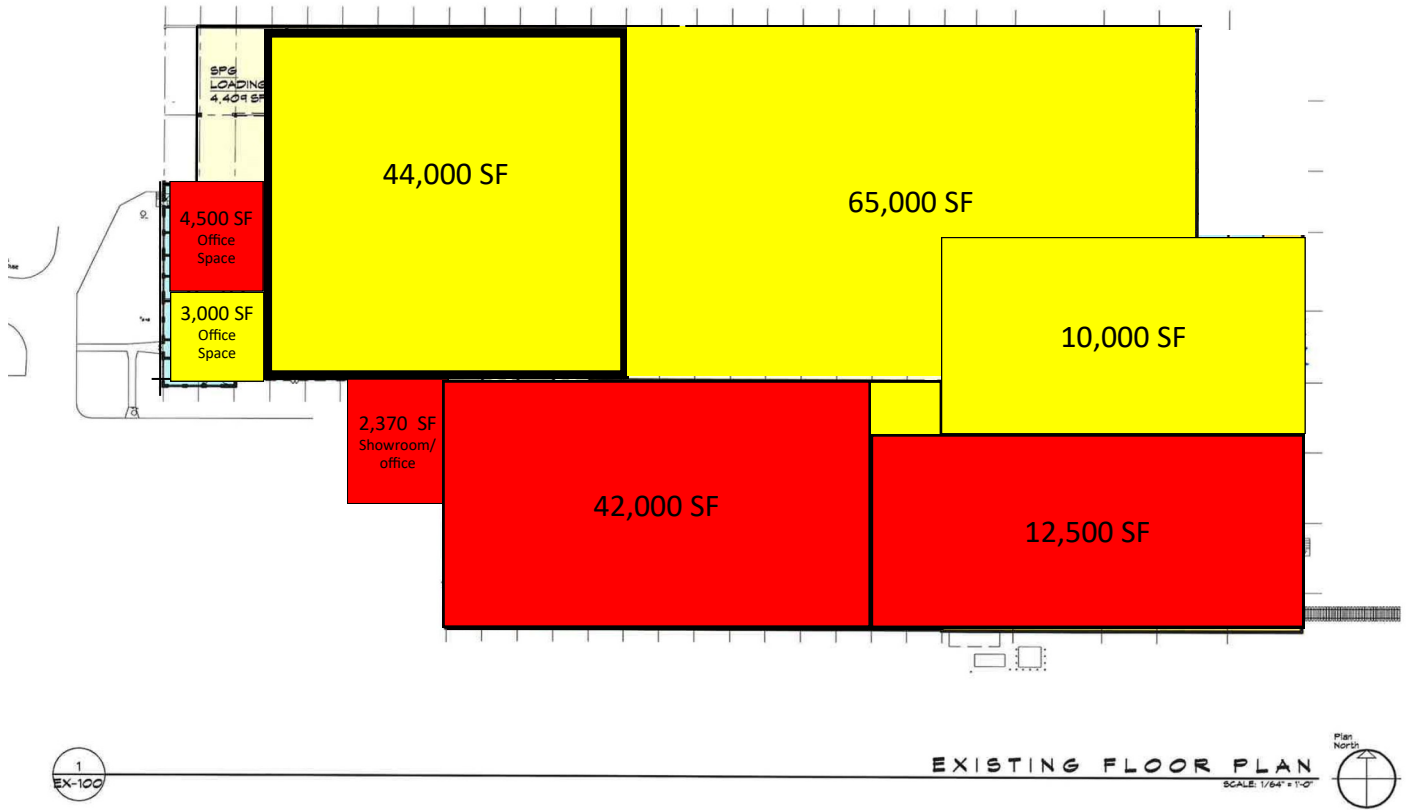 SPG
LOADING
4,409 SF
44,000 SF
65,000 SF
4,500 SF
Office
Space
3,000 SF
Office
Space
10,000 SF
2,370 SF
Showroom/
office
42,000 SF
12,500 SF
1
EX-100
EXISTING FLOOR PLAN
SCALE: 1/64" = 1'-0"
Plan
North